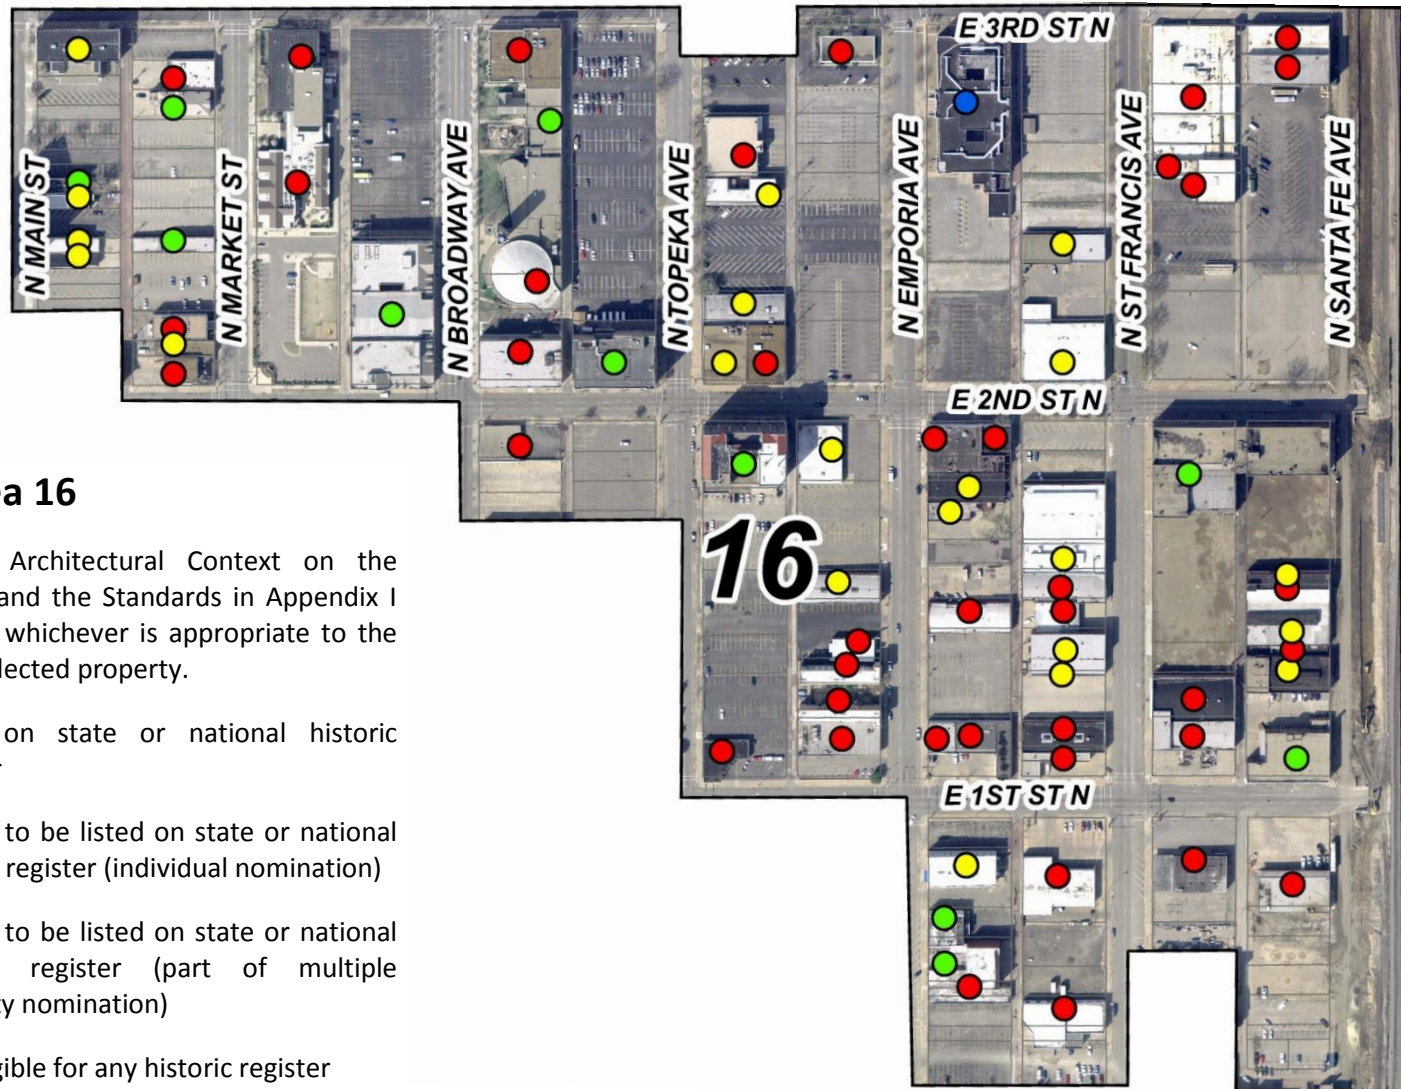 E 3RD ST N
N MAIN ST
N MARKET ST
N BROADWAY AVE
N TOPEKA AVE
N EMPORIA AVE
N ST FRANCIS AVE
N SANTA FE AVE
E 2ND ST N
16
E 1ST ST N
a 16
Architectural Context on the
and the Standards in Appendix I
whichever is appropriate to the
lected property.
on state or national historic
to be listed on state or national
register (individual nomination)
to be listed on state or national
register (part of multiple
y nomination)
gible for any historic register